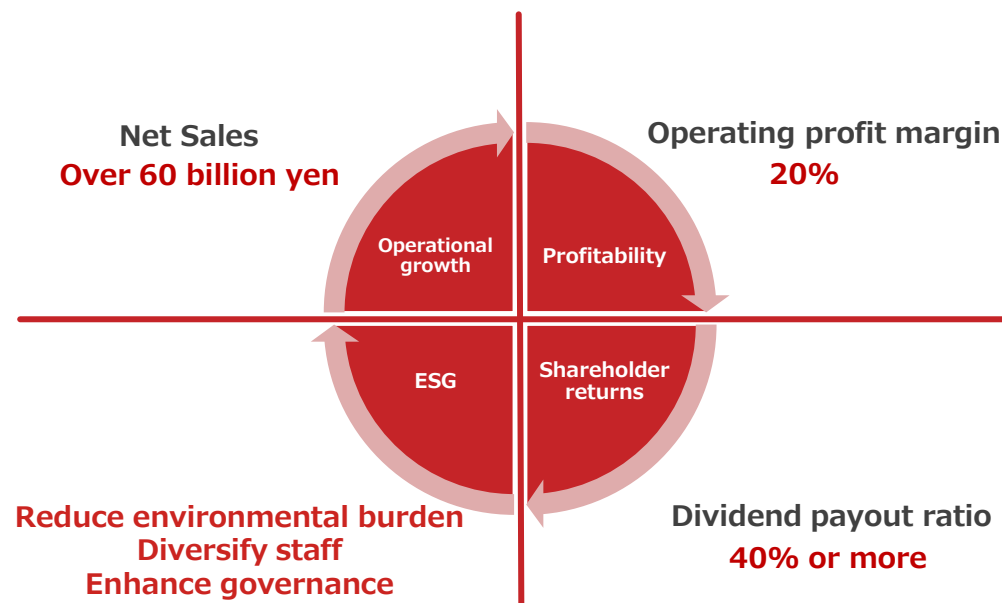 Net Sales
Over 60 billion yen
Operating profit margin
20%
Operational
growth
Profitability
ESG
Shareholder
returns
Reduce environmental burden
Diversify staff
Enhance governance
Dividend payout ratio
40% or more